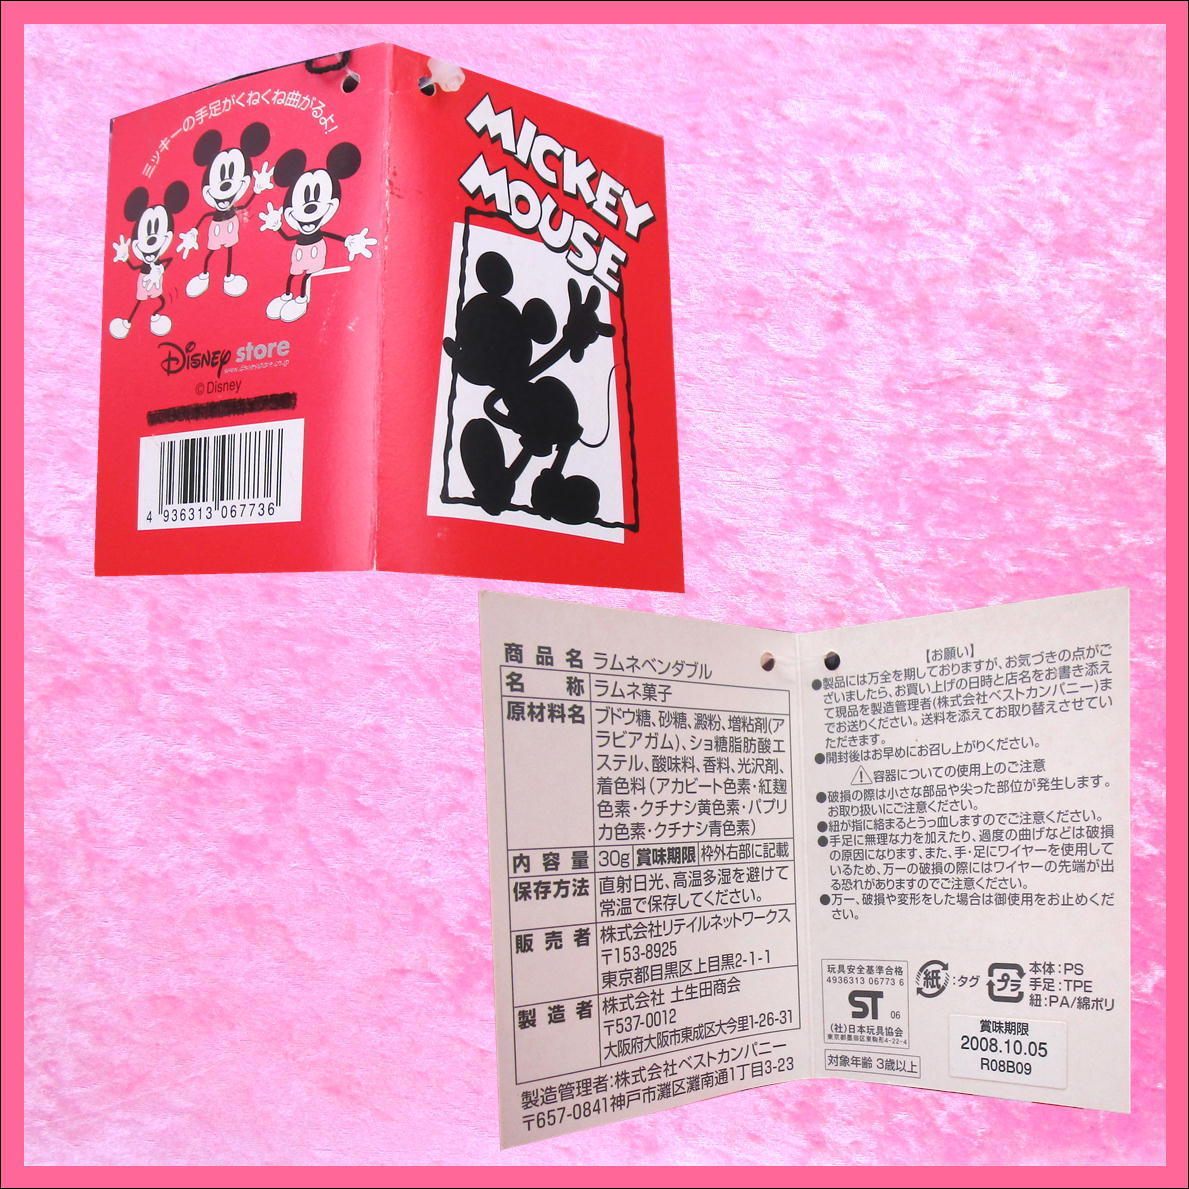 ミッキーの手足がくねくね曲がるよ!
Disney store
www.disneystore.co.jp
©Disney
4 936313 067736
MICKEY
MOUSE
商品名 ラムネベンダブル
名称 ラムネ菓子
原材料名 ブドウ糖、砂糖、澱粉、増粘剤(ア
ラビアガム)、ショ糖脂肪酸エ
ステル、酸味料、香料、光沢剤、
着色料(アカビート色素・紅麹
色素・クチナシ黄色素・パプリ
カ色素・クチナシ青色素)
内容量 30g 賞味期限 枠外右部に記載
保存方法 直射日光、高温多湿を避けて
常温で保存してください。
販売者 株式会社リテイルネットワークス
〒153-8925
東京都目黒区上目黒2-1-1
製造者 株式会社 土生田商会
〒537-0012
大阪府大阪市東成区大今里1-26-31
製造管理者:株式会社ベストカンパニー
〒657-0841神戸市灘区灘南通1丁目3-23
【お願い】
●製品には万全を期しておりますが、お気づきの点がご
ざいましたら、お買い上げの日時と店名をお書き添え
て現品を製造管理者(株式会社ベストカンパニー)ま
でお送りください。送料を添えてお取り替えさせてい
ただきます。
●開封後はお早めにお召し上がりください。
⚠容器についての使用上のご注意
●破損の際は小さな部品や尖った部位が発生します。
お取り扱いにご注意ください。
●紐が指に絡まるとうっ血しますのでご注意ください。
●手足に無理な力を加えたり、過度の曲げなどは破損
の原因になります、また、手・足にワイヤーを使用して
いるため、万一の破損の際にはワイヤーの先端が出
る恐れがありますのでご注意ください。
●万一、破損や変形をした場合は御使用をお止めくだ
さい。
玩具安全基準合格
4936313 06773 6
ST 06
(社)日本玩具協会
東京都墨田区東駒形4-22-4
対象年齢 3歳以上
紙:タグ
プラ
本体:PS
手足:TPE
紐:PA/綿ポリ
賞味期限
2008.10.05
R08B09